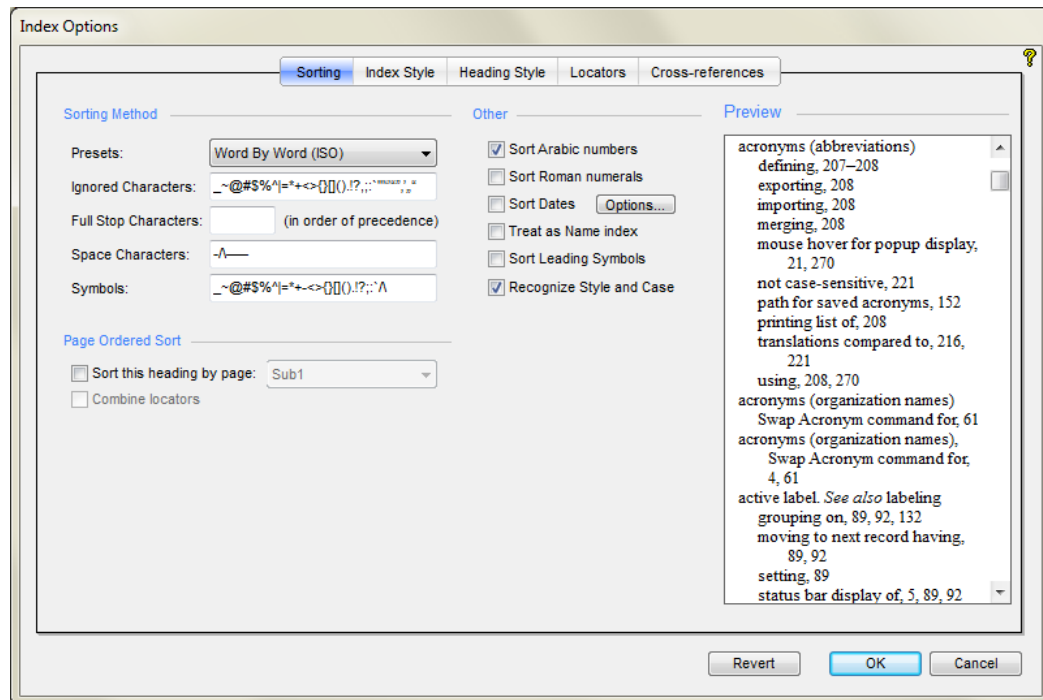 Index Options
Sorting Index Style Heading Style Locators Cross-references
Sorting Method
Presets: Word By Word (ISO)
Ignored Characters:
Full Stop Characters: (in order of precedence)
Space Characters:
Symbols: _~@#$%^|=*+-<>{}[]().!?;:`/\
Page Ordered Sort
Sort this heading by page: Sub1
Combine locators
Other
Sort Arabic numbers
Sort Roman numerals
Sort Dates Options...
Treat as Name index
Sort Leading Symbols
Recognize Style and Case
Preview
acronyms (abbreviations)
defining, 207–208
exporting, 208
importing, 208
merging, 208
mouse hover for popup display,
21, 270
not case-sensitive, 221
path for saved acronyms, 152
printing list of, 208
translations compared to, 216,
221
using, 208, 270
acronyms (organization names)
Swap Acronym command for, 61
acronyms (organization names),
Swap Acronym command for,
4, 61
active label. See also labeling
grouping on, 89, 92, 132
moving to next record having,
89, 92
setting, 89
status bar display of, 5, 89, 92
Revert OK Cancel